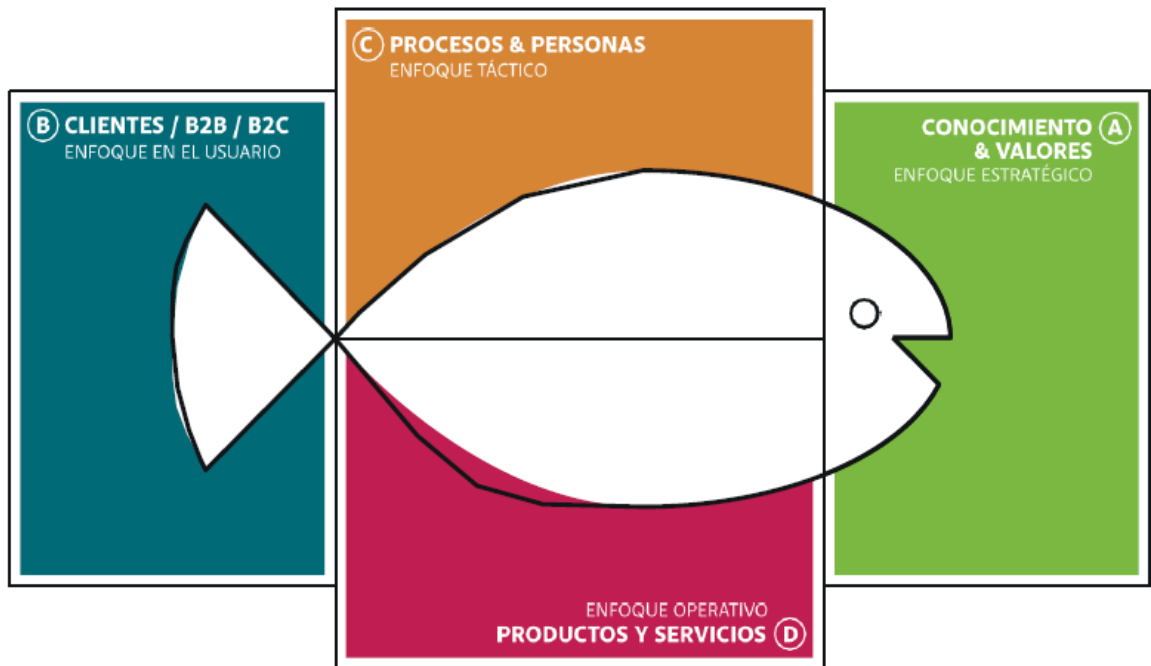 C PROCESOS & PERSONAS
ENFOQUE TÁCTICO
B CLIENTES / B2B / B2C
ENFOQUE EN EL USUARIO
CONOCIMIENTO A
& VALORES
ENFOQUE ESTRATÉGICO
ENFOQUE OPERATIVO
PRODUCTOS Y SERVICIOS D